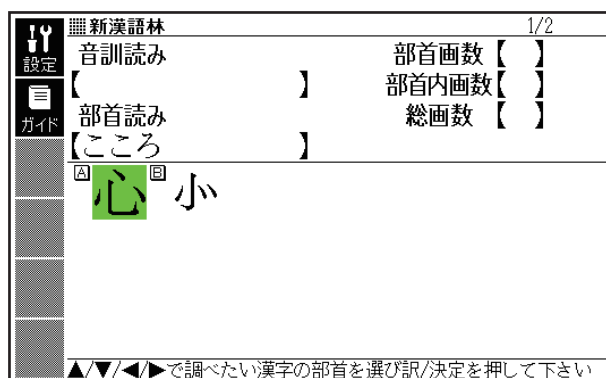 新漢語林 1/2
設定
ガイド
音訓読み
【 】
部首読み
【こころ 】
部首画数【 】
部首内画数【 】
総画数【 】
A 心 B 小
▲/▼/◀/▶で調べたい漢字の部首を選び訳/決定を押して下さい